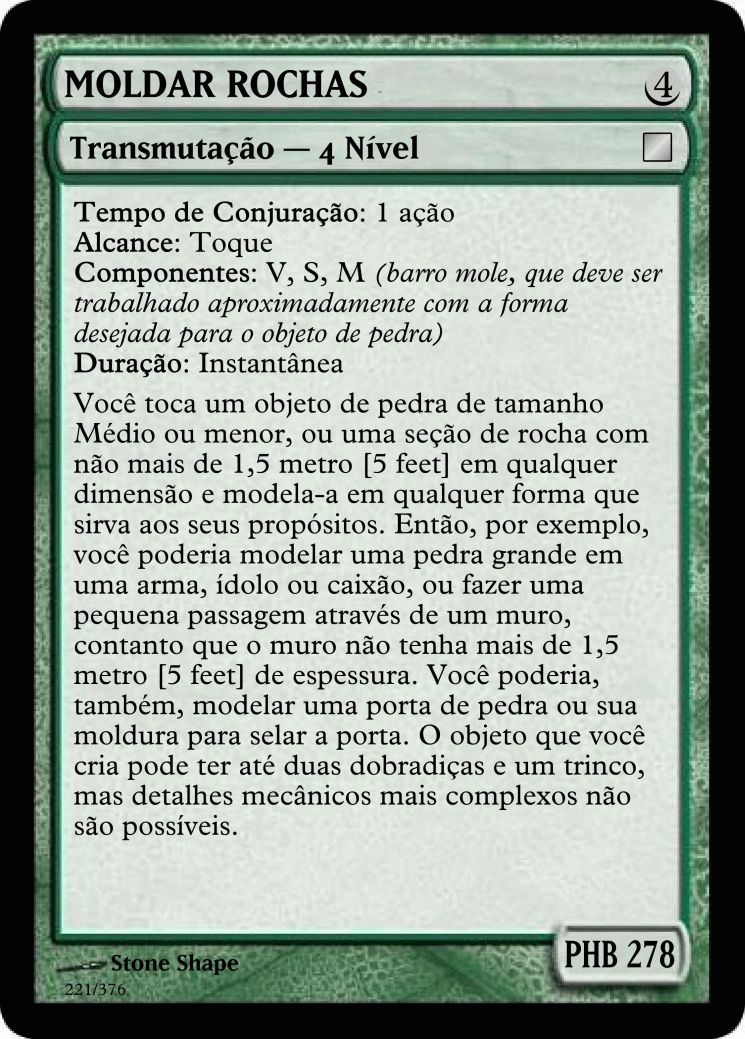 MOLDAR ROCHAS
4
Transmutação — 4 Nível
Tempo de Conjuração: 1 ação
Alcance: Toque
Componentes: V, S, M (barro mole, que deve ser
trabalhado aproximadamente com a forma
desejada para o objeto de pedra)
Duração: Instantânea
Você toca um objeto de pedra de tamanho
Médio ou menor, ou uma seção de rocha com
não mais de 1,5 metro [5 feet] em qualquer
dimensão e modela-a em qualquer forma que
sirva aos seus propósitos. Então, por exemplo,
você poderia modelar uma pedra grande em
uma arma, ídolo ou caixão, ou fazer uma
pequena passagem através de um muro,
contanto que o muro não tenha mais de 1,5
metro [5 feet] de espessura. Você poderia,
também, modelar uma porta de pedra ou sua
moldura para selar a porta. O objeto que você
cria pode ter até duas dobradiças e um trinco,
mas detalhes mecânicos mais complexos não
são possíveis.
PHB 278
Stone Shape
221/376